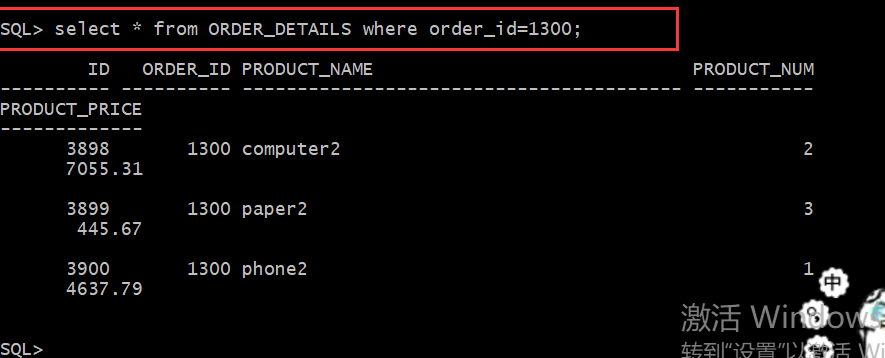 SQL> select * from ORDER_DETAILS where order_id=1300;
ID ORDER_ID PRODUCT_NAME PRODUCT_NUM
---------- ---------- ---------------------------------------- -----------
PRODUCT_PRICE
-------------
3898 1300 computer2 2
7055.31
3899 1300 paper2 3
445.67
3900 1300 phone2 1
4637.79
中
激活 Windows
SQL>
转到"设置"以激活 Wi